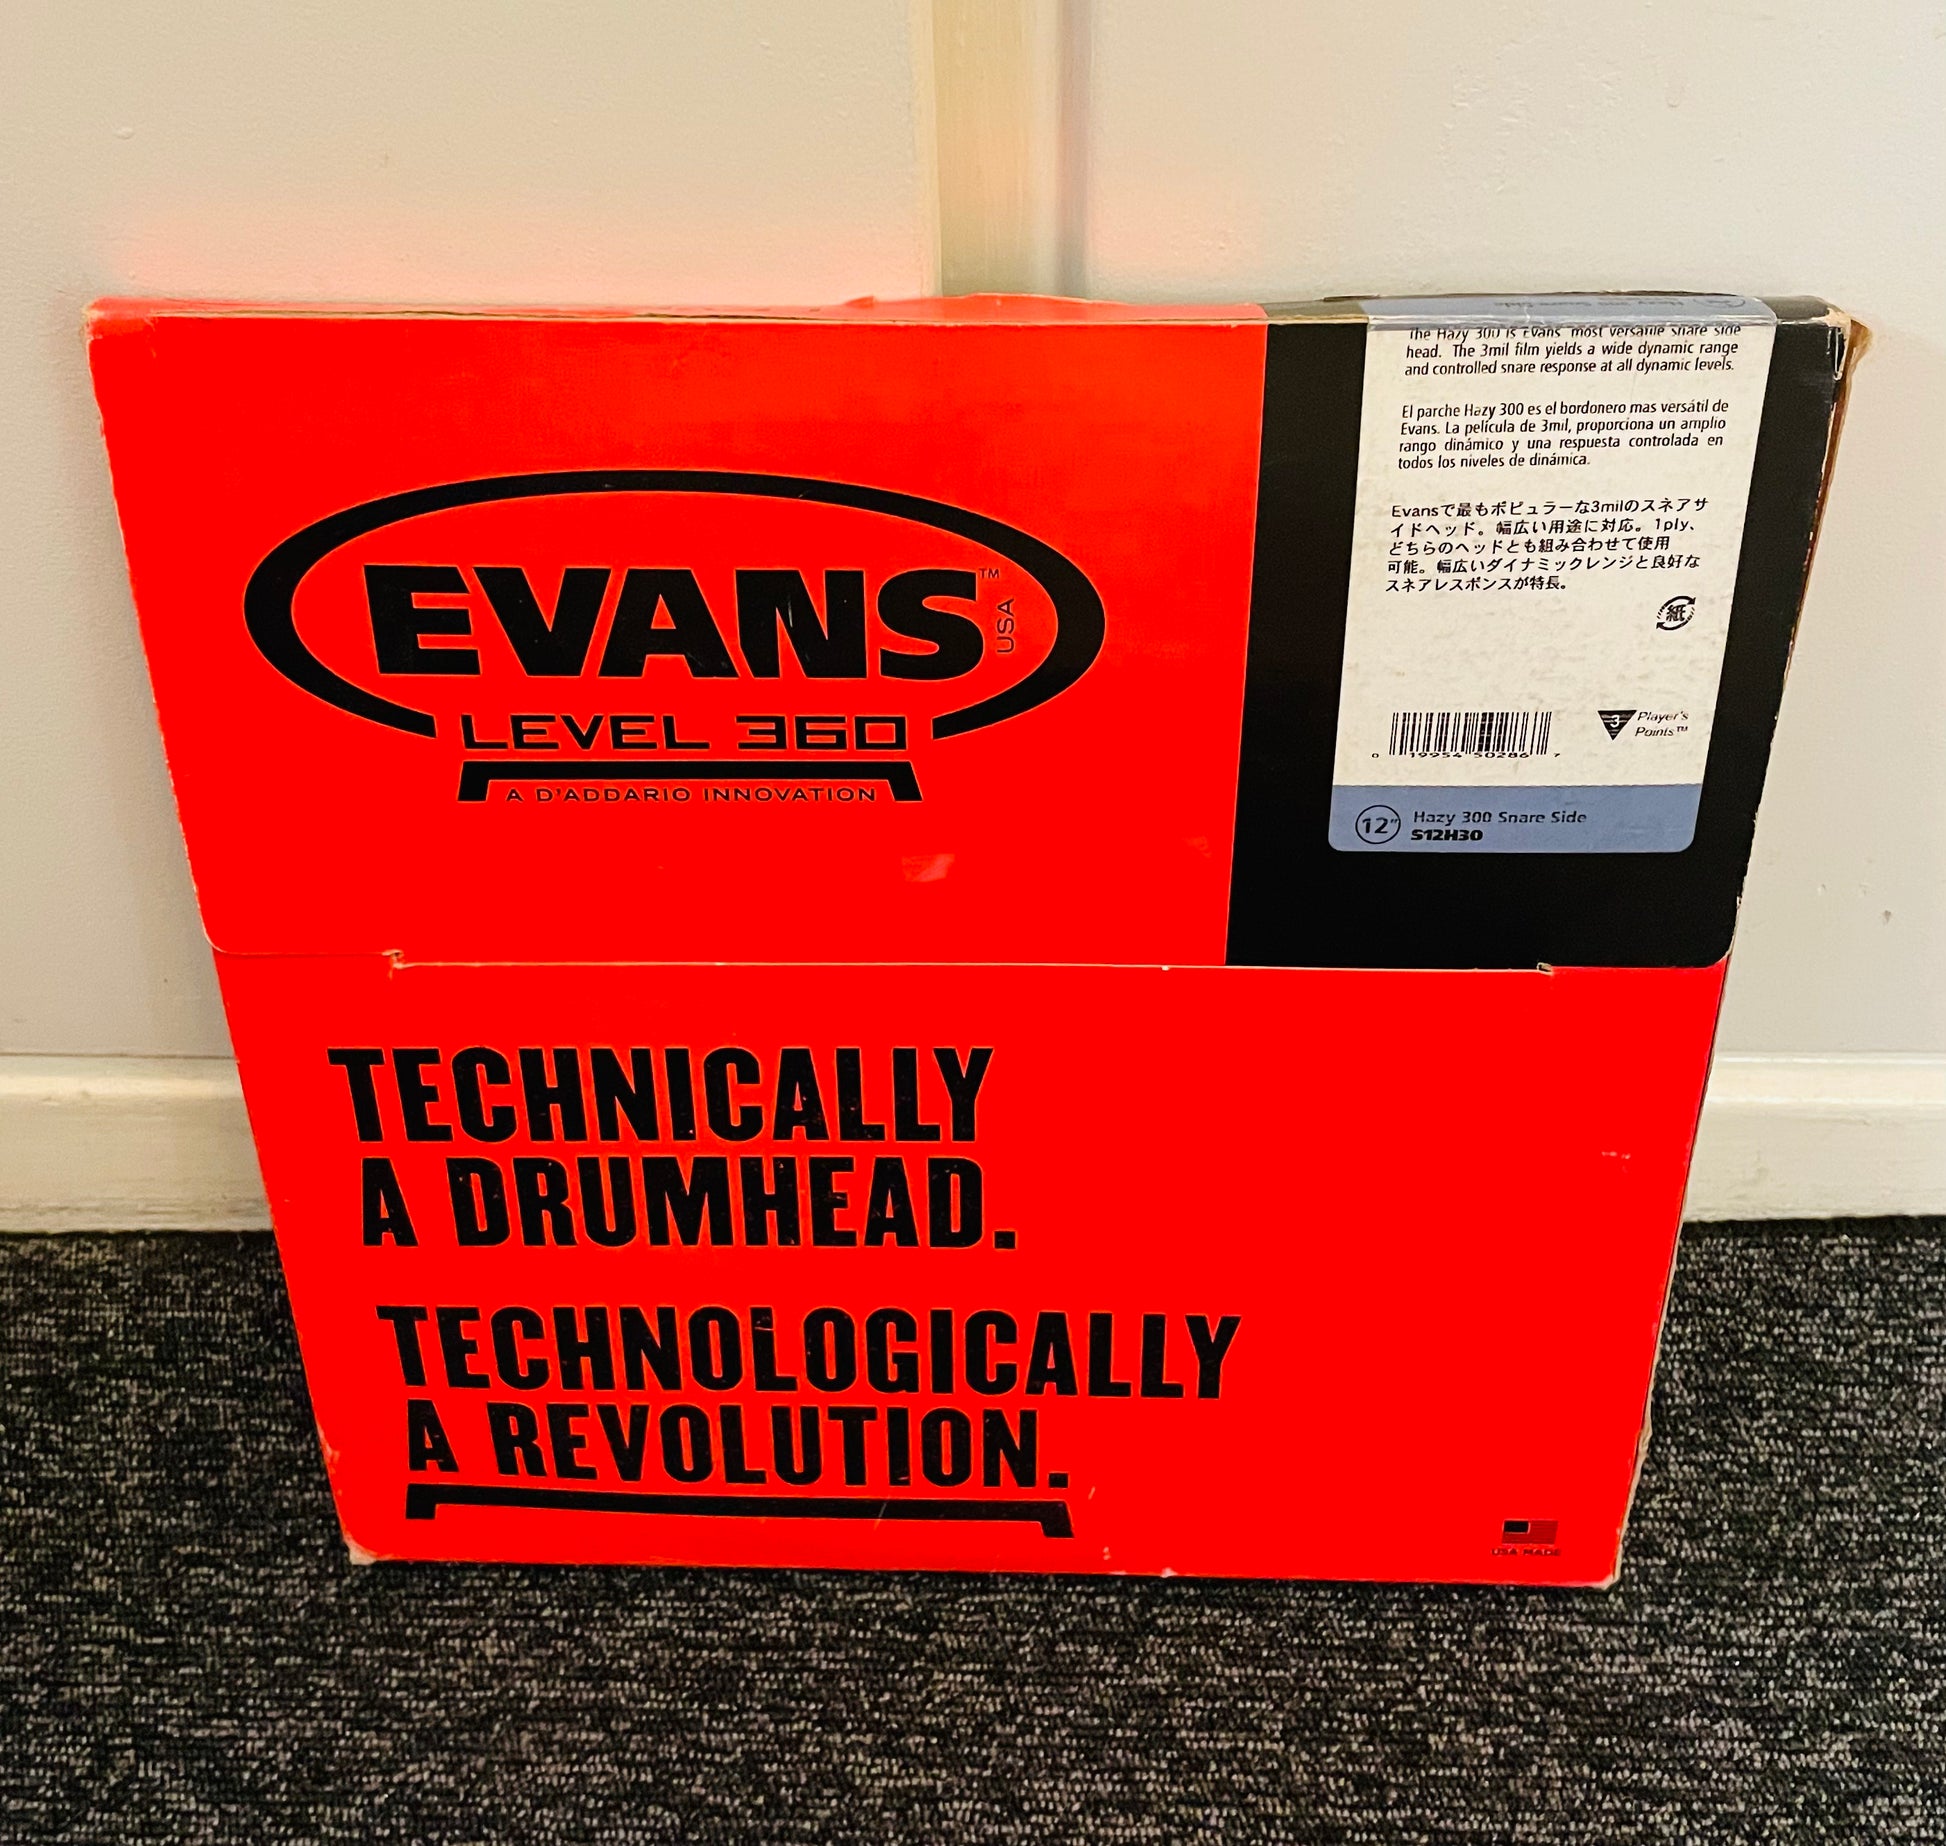 EVANS™
USA
LEVEL 360
A D'ADDARIO INNOVATION
Hazy 300 Snare Side
The Hazy 300 is Evans' most versatile snare side
head. The 3mil film yields a wide dynamic range
and controlled snare response at all dynamic levels.
El parche Hazy 300 es el bordonero mas versátil de
Evans. La película de 3mil, proporciona un amplio
rango dinámico y una respuesta controlada en
todos los niveles de dinámica.
Evansで最もポピュラーな3milのスネアサ
イドヘッド。幅広い用途に対応。1ply、
どちらのヘッドとも組み合わせて使用
可能。幅広いダイナミックレンジと良好な
スネアレスポンスが特長。
紙
3 Player's
Points™
0 19954 50286 7
12" Hazy 300 Snare Side
S12H30
TECHNICALLY
A DRUMHEAD.
TECHNOLOGICALLY
A REVOLUTION.
USA MADE